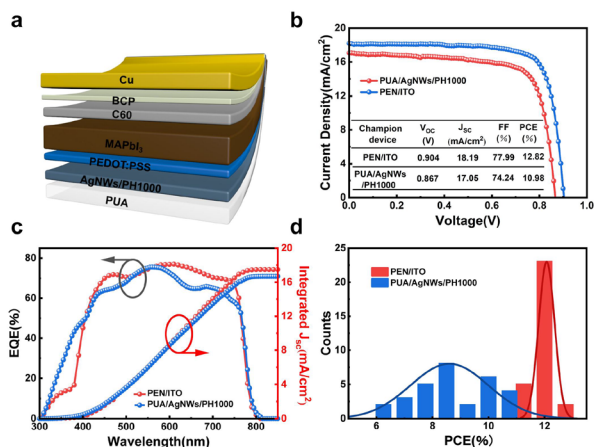 a
Cu
BCP
C60
MAPbI3
PEDOT:PSS
AgNWs/PH1000
PUA
b
Current Density(mA/cm²)
20
16
12
8
4
0
PUA/AgNWs/PH1000
PEN/ITO
Champion device VOC (V) JSC (mA/cm²) FF (%) PCE (%)
PEN/ITO 0.904 18.19 77.99 12.82
PUA/AgNWs /PH1000 0.867 17.05 74.24 10.98
0.0 0.2 0.4 0.6 0.8 1.0
Voltage(V)
c
EQE(%)
80
60
40
20
0
PEN/ITO
PUA/AgNWs/PH1000
20
16
12
8
4
0
Integrated Jsc(mA/cm²)
300 400 500 600 700 800
Wavelength(nm)
d
Counts
25
20
15
10
5
0
PEN/ITO
PUA/AgNWs/PH1000
6 8 10 12
PCE(%)